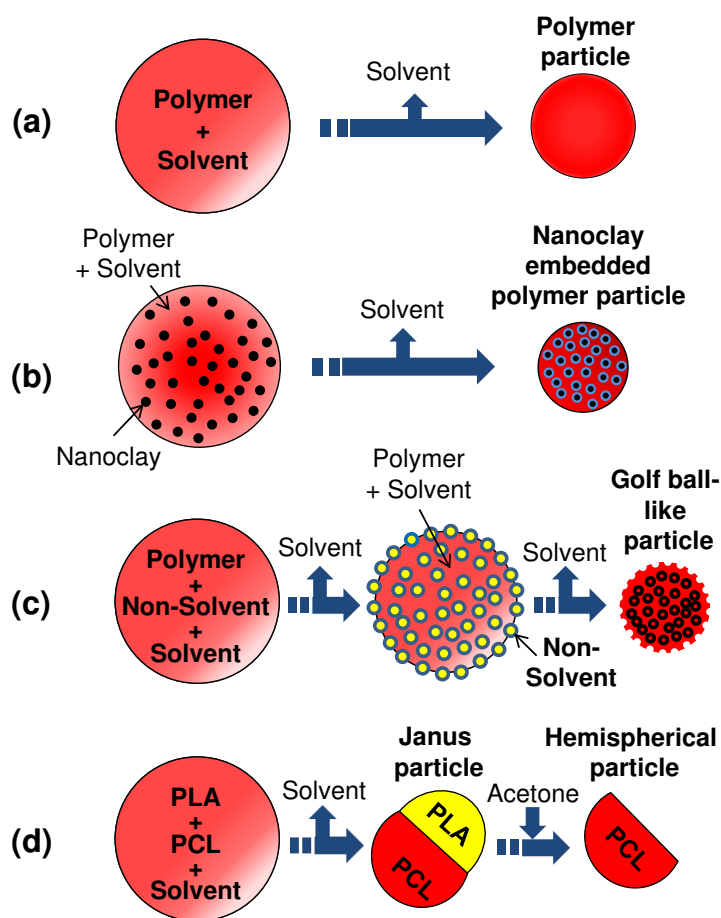 (a)
Polymer
+
Solvent
Solvent
Polymer
particle
(b)
Polymer
+ Solvent
Nanoclay
Solvent
Nanoclay
embedded
polymer particle
(c)
Polymer
+
Non-Solvent
+
Solvent
Solvent
Polymer
+ Solvent
Non-
Solvent
Solvent
Golf ball-
like
particle
(d)
PLA
+
PCL
+
Solvent
Solvent
Janus
particle
PLA
PCL
Acetone
Hemispherical
particle
PCL